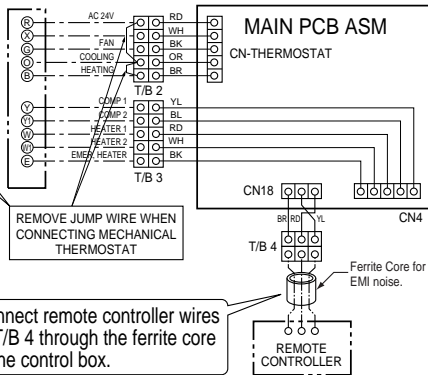 R
AC 24V
RD
X
WH
G
FAN
BK
O
COOLING
OR
B
HEATING
BR
T/B 2
MAIN PCB ASM
CN-THERMOSTAT
Y
COMP 1
YL
Y1
COMP 2
BL
W
HEATER 1
RD
W1
HEATER 2
WH
E
EMER, HEATER
BK
T/B 3
CN18
CN4
REMOVE JUMP WIRE WHEN
CONNECTING MECHANICAL
THERMOSTAT
BR
RD
YL
T/B 4
Ferrite Core for
EMI noise.
nnect remote controller wires
T/B 4 through the ferrite core
he control box.
REMOTE
CONTROLLER